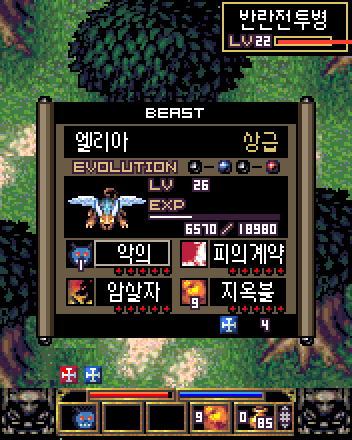 반란전투병
LV 22
BEAST
엘리아 상급
EVOLUTION
LV 26
EXP
6570 / 18980
악의 피의계약
암살자 지옥불
9
4
9 0 85